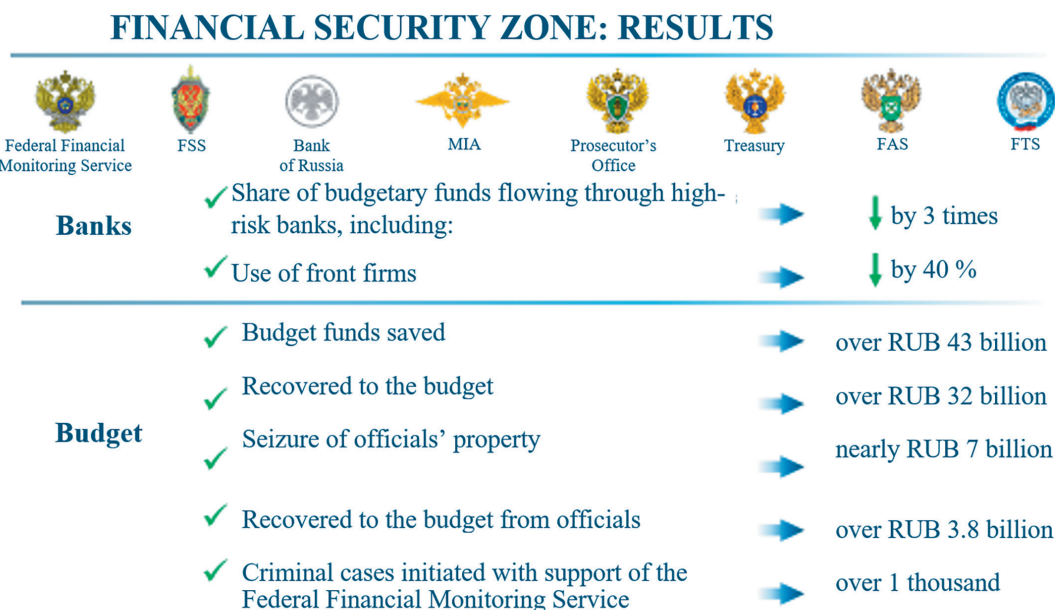 FINANCIAL SECURITY ZONE: RESULTS
Federal Financial
Monitoring Service
FSS
Bank
of Russia
MIA
Prosecutor's
Office
Treasury
FAS
FTS
Banks
Share of budgetary funds flowing through high-
risk banks, including:
by 3 times
Use of front firms
by 40 %
Budget
Budget funds saved
over RUB 43 billion
Recovered to the budget
over RUB 32 billion
Seizure of officials' property
nearly RUB 7 billion
Recovered to the budget from officials
over RUB 3.8 billion
Criminal cases initiated with support of the
Federal Financial Monitoring Service
over 1 thousand